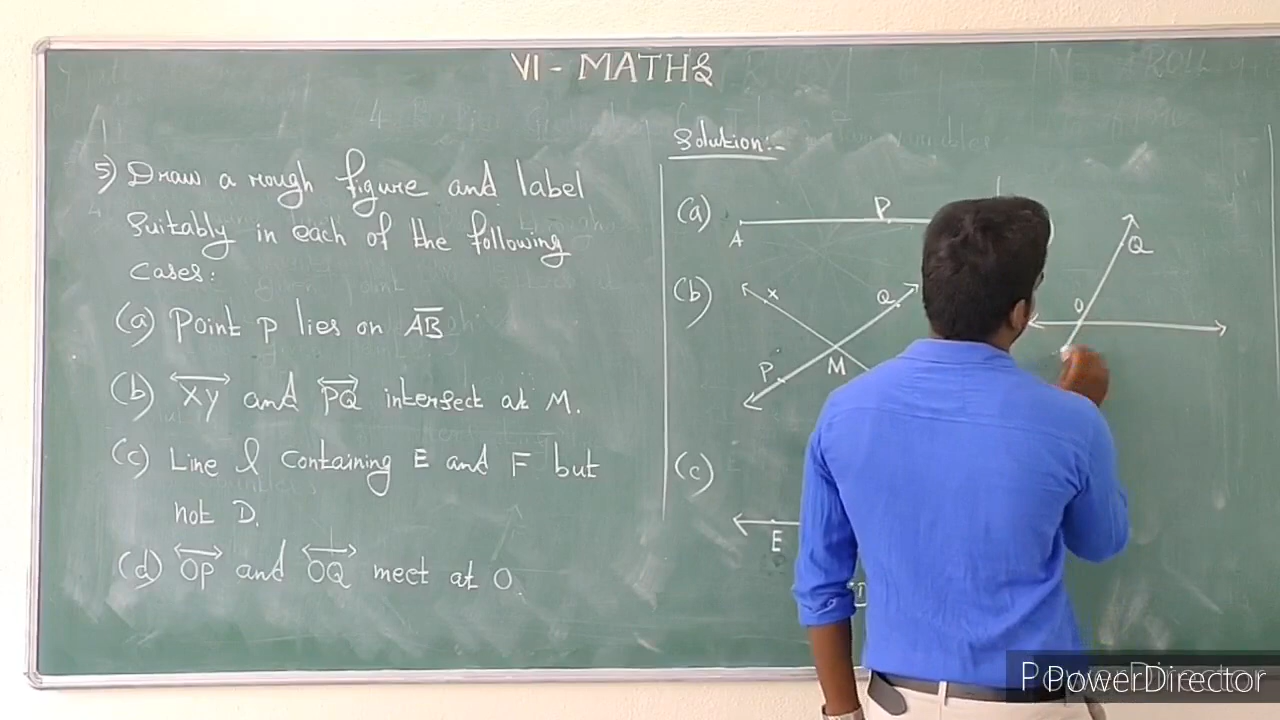 VI - MATHS
5) Draw a rough figure and label
suitably in each of the following
Cases:
(a) Point P lies on AB
(b) XY and PQ intersect at M.
(c) Line l containing E and F but
not D.
(d) OP and OQ meet at O.
Solution:-
(a)
A
P
(b)
X
Q
P
M
(c)
E
D
Q
O
PowerDirector
PowerDirector